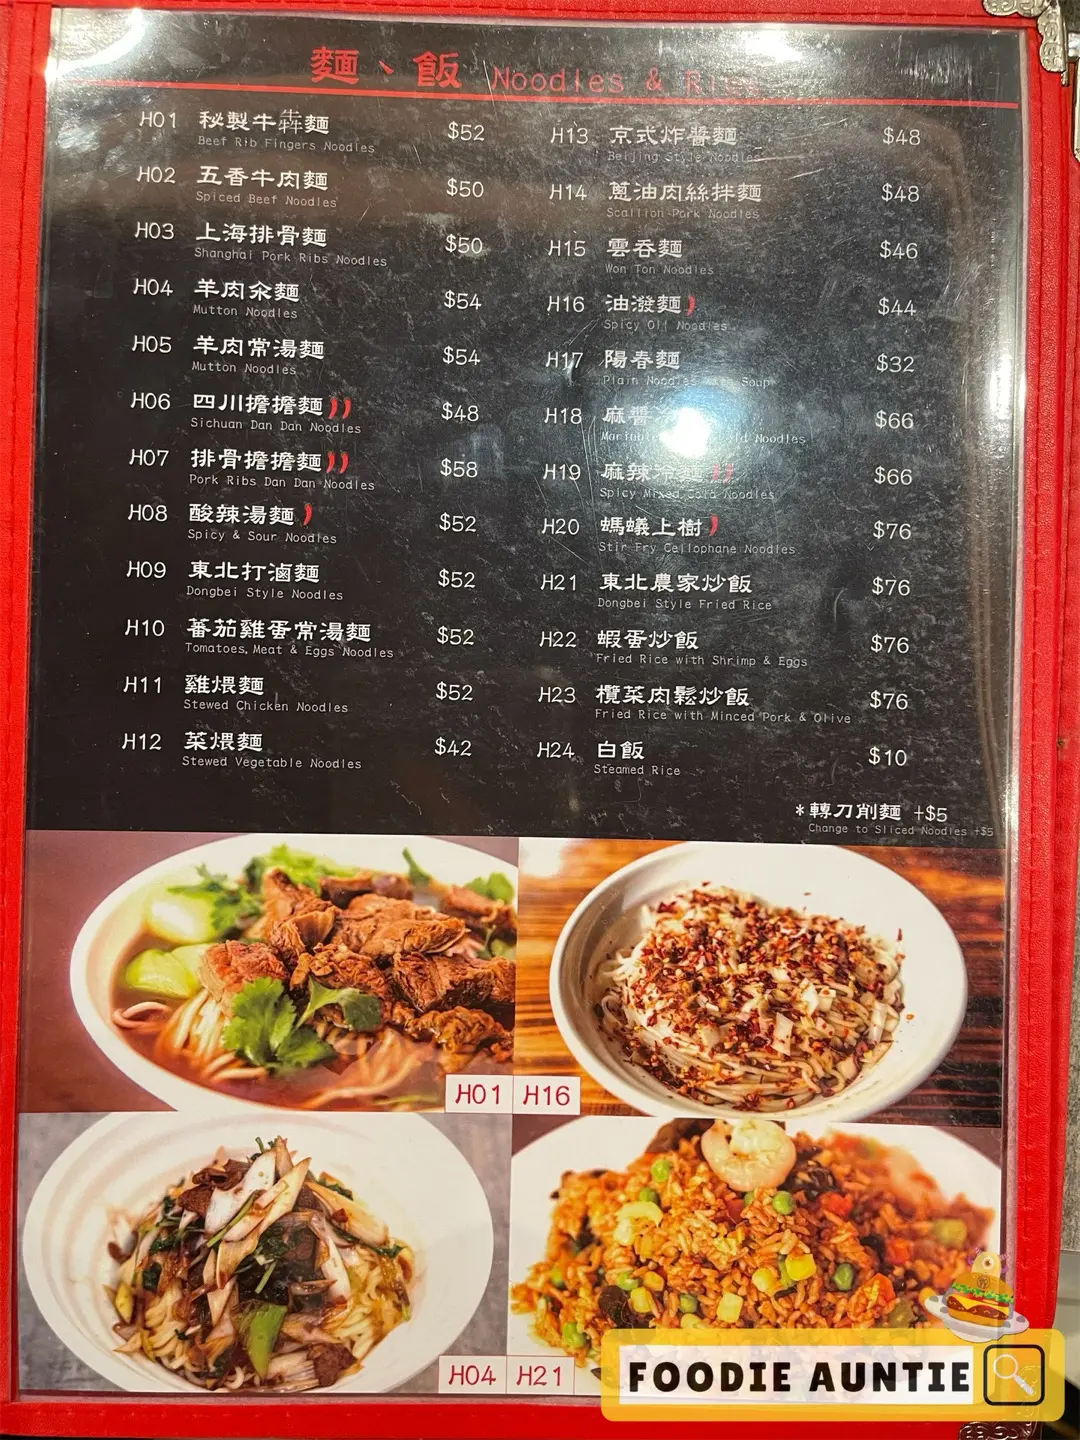 麵、飯 Noodles & Rice
H01 秘製牛𤘘麵 $52
Beef Rib Fingers Noodles
H02 五香牛肉麵 $50
Spiced Beef Noodles
H03 上海排骨麵 $50
Shanghai Pork Ribs Noodles
H04 羊肉汆麵 $54
Mutton Noodles
H05 羊肉常湯麵 $54
Mutton Noodles
H06 四川擔擔麵 $48
Sichuan Dan Dan Noodles
H07 排骨擔擔麵 $58
Pork Ribs Dan Dan Noodles
H08 酸辣湯麵 $52
Spicy & Sour Noodles
H09 東北打滷麵 $52
Dongbei Style Noodles
H10 蕃茄雞蛋常湯麵 $52
Tomatoes, Meat & Eggs Noodles
H11 雞煨麵 $52
Stewed Chicken Noodles
H12 菜煨麵 $42
Stewed Vegetable Noodles
H13 京式炸醬麵 $48
Beijing Style Noodles
H14 蔥油肉絲拌麵 $48
Scallion Pork Noodles
H15 雲吞麵 $46
Won Ton Noodles
H16 油潑麵 $44
Spicy Oil Noodles
H17 陽春麵 $32
Plain Noodles with Soup
H18 麻醬 $66
Noodles
H19 麻辣冷麵 $66
Spicy Mixed Cold Noodles
H20 螞蟻上樹 $76
Stir Fry Cellophane Noodles
H21 東北農家炒飯 $76
Dongbei Style Fried Rice
H22 蝦蛋炒飯 $76
Fried Rice with Shrimp & Eggs
H23 欖菜肉鬆炒飯 $76
Fried Rice with Minced Pork & Olive
H24 白飯 $10
Steamed Rice
*轉刀削麵 +$5
Change to Sliced Noodles +$5
H01 H16
H04 H21
FOODIE AUNTIE